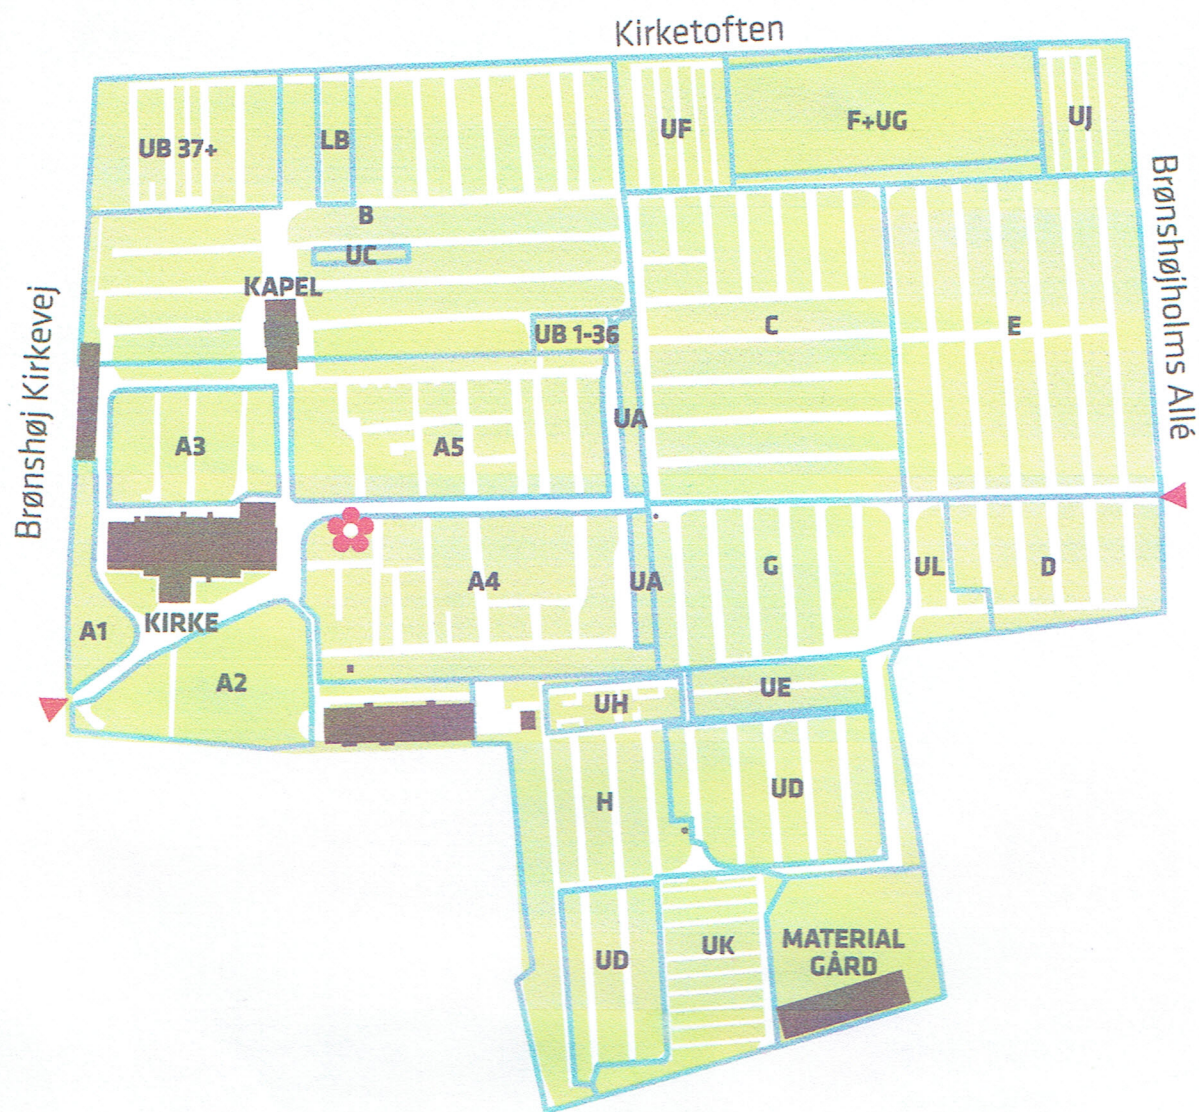 Kirketoften
UB 37+
LB
UF
F+UG
UJ
Brønshøjholms Allé
B
UC
KAPEL
UB 1-36
C
E
Brønshøj Kirkevej
A3
A5
UA
A4
UA
G
UL
D
A1
KIRKE
A2
UH
UE
H
UD
UD
UK
MATERIAL
GÅRD